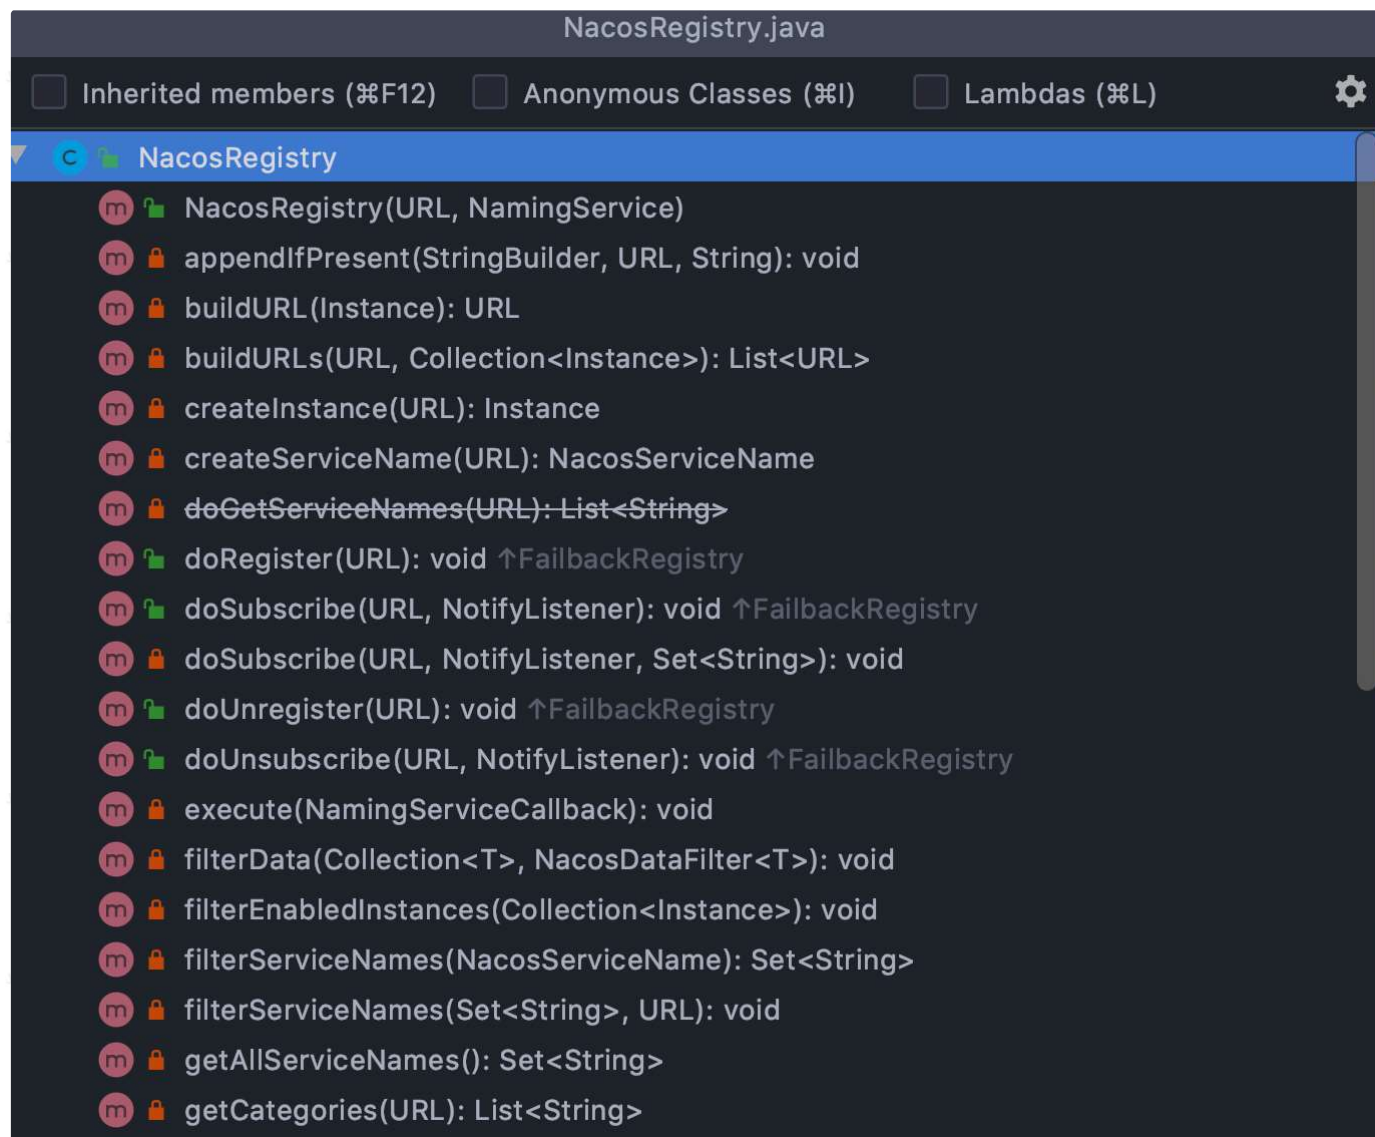 NacosRegistry.java
Inherited members (⌘F12) Anonymous Classes (⌘I) Lambdas (⌘L)
C NacosRegistry
m NacosRegistry(URL, NamingService)
m appendIfPresent(StringBuilder, URL, String): void
m buildURL(Instance): URL
m buildURLs(URL, Collection<Instance>): List<URL>
m createInstance(URL): Instance
m createServiceName(URL): NacosServiceName
m doGetServiceNames(URL): List<String>
m doRegister(URL): void ↑FailbackRegistry
m doSubscribe(URL, NotifyListener): void ↑FailbackRegistry
m doSubscribe(URL, NotifyListener, Set<String>): void
m doUnregister(URL): void ↑FailbackRegistry
m doUnsubscribe(URL, NotifyListener): void ↑FailbackRegistry
m execute(NamingServiceCallback): void
m filterData(Collection<T>, NacosDataFilter<T>): void
m filterEnabledInstances(Collection<Instance>): void
m filterServiceNames(NacosServiceName): Set<String>
m filterServiceNames(Set<String>, URL): void
m getAllServiceNames(): Set<String>
m getCategories(URL): List<String>